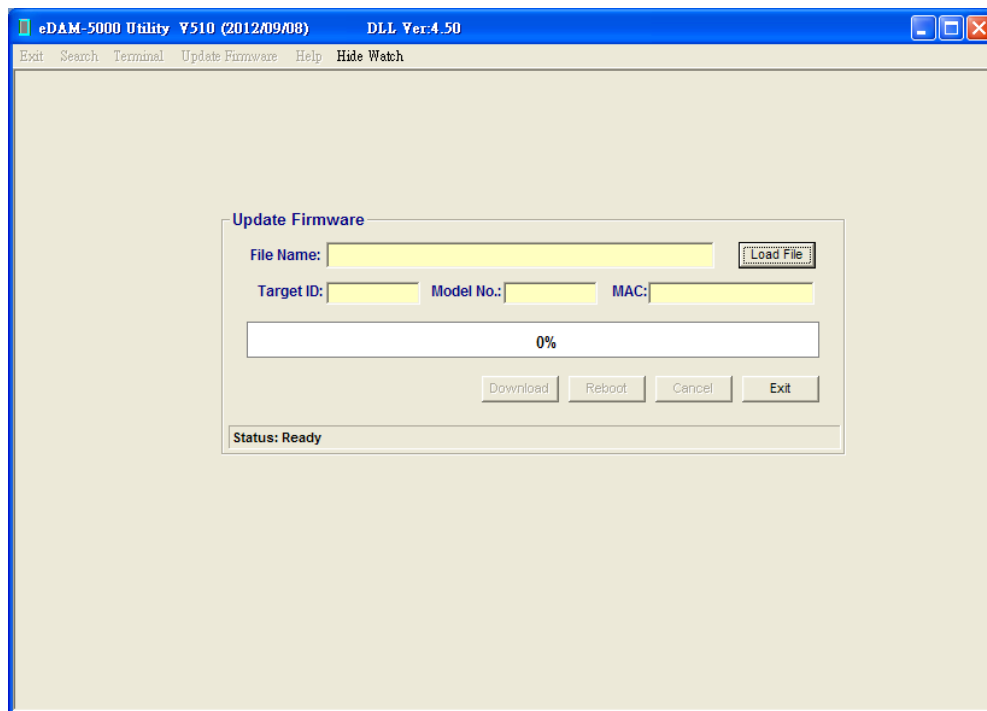 eDAM-5000 Utility V510 (2012/09/08) DLL Ver:4.50
Exit Search Terminal Update Firmware Help Hide Watch
Update Firmware
File Name: Load File
Target ID: Model No.: MAC:
0%
Download Reboot Cancel Exit
Status: Ready